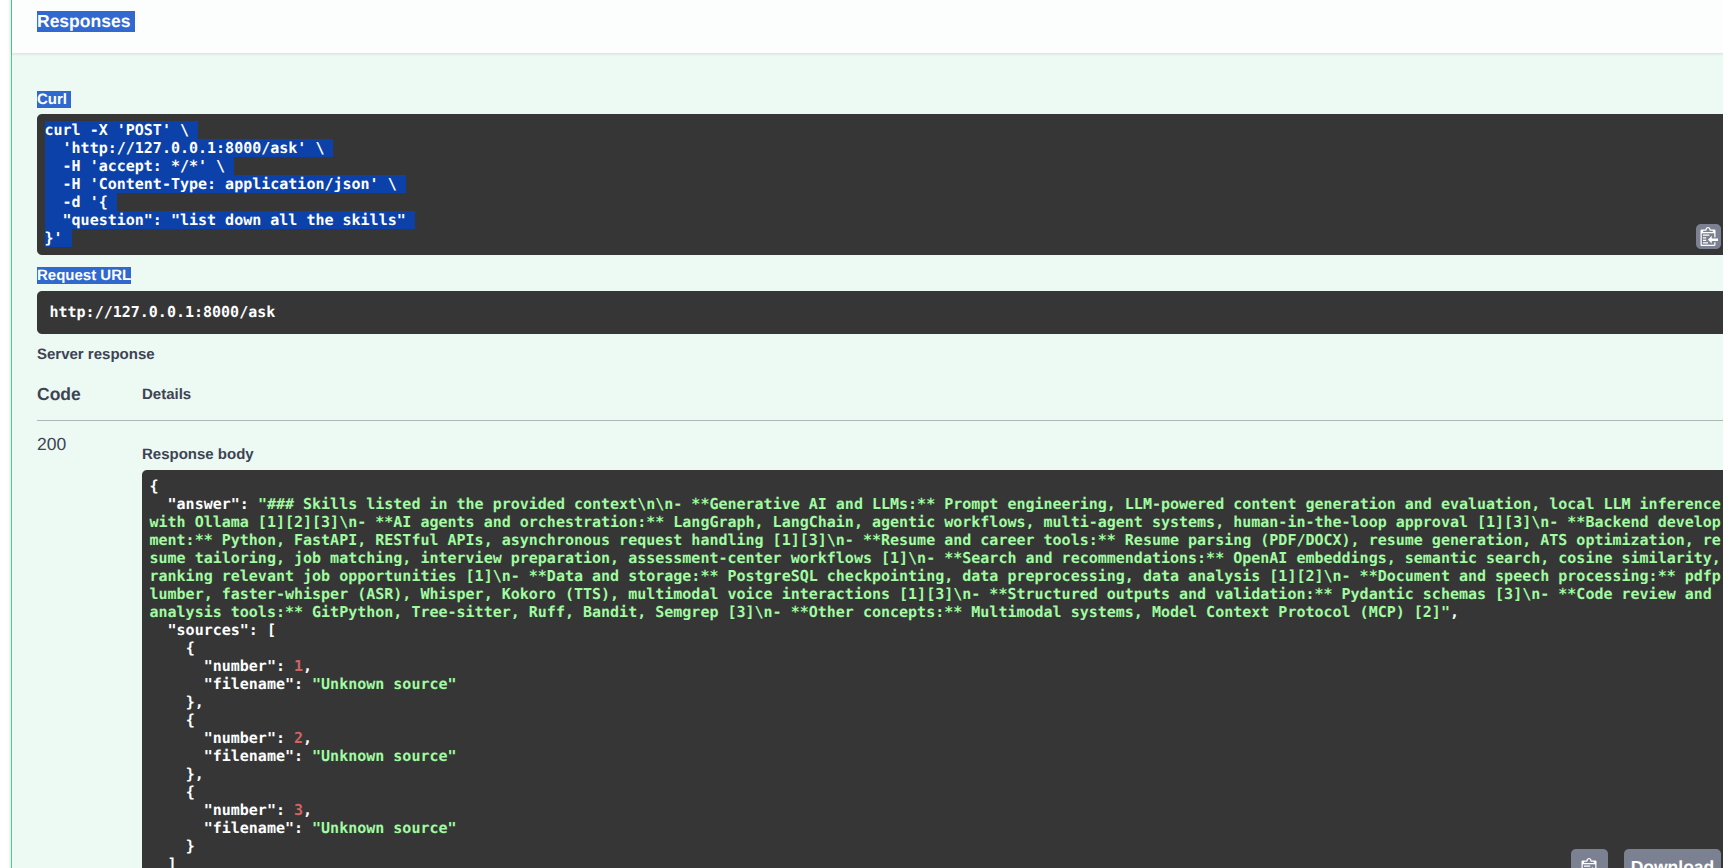 Responses
Curl
curl -X 'POST' \
  'http://127.0.0.1:8000/ask' \
  -H 'accept: */*' \
  -H 'Content-Type: application/json' \
  -d '{
  "question": "list down all the skills"
}'
Request URL
http://127.0.0.1:8000/ask
Server response
Code Details
200
Response body
{
  "answer": "### Skills listed in the provided context\n\n- **Generative AI and LLMs:** Prompt engineering, LLM-powered content generation and evaluation, local LLM inference
with Ollama [1][2][3]\n- **AI agents and orchestration:** LangGraph, LangChain, agentic workflows, multi-agent systems, human-in-the-loop approval [1][3]\n- **Backend develop
ment:** Python, FastAPI, RESTful APIs, asynchronous request handling [1][3]\n- **Resume and career tools:** Resume parsing (PDF/DOCX), resume generation, ATS optimization, re
sume tailoring, job matching, interview preparation, assessment-center workflows [1]\n- **Search and recommendations:** OpenAI embeddings, semantic search, cosine similarity,
ranking relevant job opportunities [1]\n- **Data and storage:** PostgreSQL checkpointing, data preprocessing, data analysis [1][2]\n- **Document and speech processing:** pdfp
lumber, faster-whisper (ASR), Whisper, Kokoro (TTS), multimodal voice interactions [1][3]\n- **Structured outputs and validation:** Pydantic schemas [3]\n- **Code review and
analysis tools:** GitPython, Tree-sitter, Ruff, Bandit, Semgrep [3]\n- **Other concepts:** Multimodal systems, Model Context Protocol (MCP) [2]",
  "sources": [
    {
      "number": 1,
      "filename": "Unknown source"
    },
    {
      "number": 2,
      "filename": "Unknown source"
    },
    {
      "number": 3,
      "filename": "Unknown source"
    }
  ]
Download